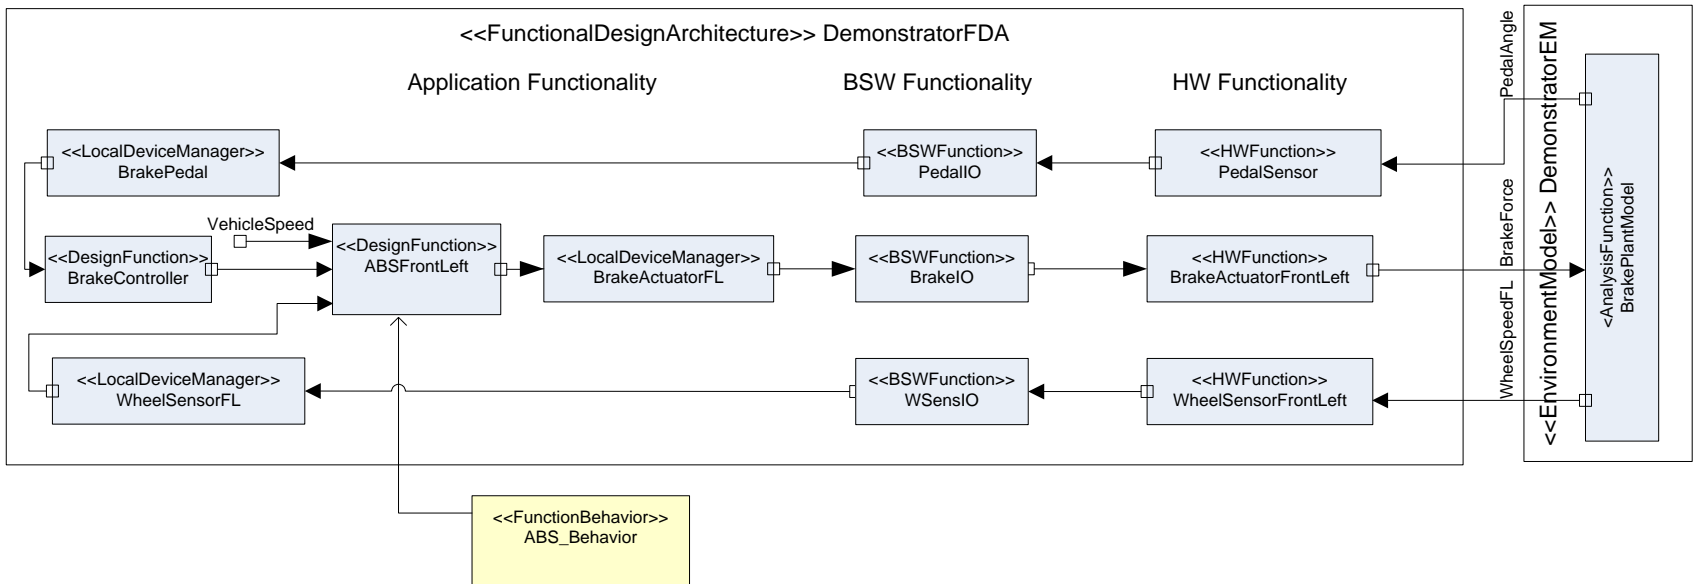 <<FunctionalDesignArchitecture>> DemonstratorFDA
Application Functionality
BSW Functionality
HW Functionality
<<LocalDeviceManager>>
BrakePedal
<<BSWFunction>>
PedalIO
<<HWFunction>>
PedalSensor
PedalAngle
VehicleSpeed
<<DesignFunction>>
BrakeController
<<DesignFunction>>
ABSFrontLeft
<<LocalDeviceManager>>
BrakeActuatorFL
<<BSWFunction>>
BrakeIO
<<HWFunction>>
BrakeActuatorFrontLeft
BrakeForce
<<LocalDeviceManager>>
WheelSensorFL
<<BSWFunction>>
WSensIO
<<HWFunction>>
WheelSensorFrontLeft
WheelSpeedFL
<<EnvironmentModel>> DemonstratorEM
<AnalysisFunction>>
BrakePlantModel
<<FunctionBehavior>>
ABS_Behavior